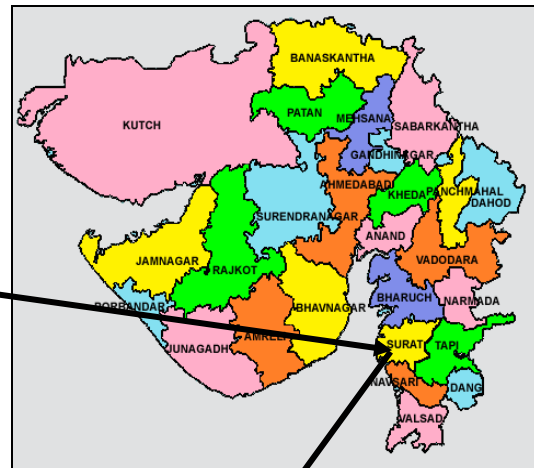 BANASKANTHA
PATAN
MEHSANA
SABARKANTHA
KUTCH
GANDHINAGAR
AHMEDABAD
KHEDA
PANCHMAHAL
DAHOD
SURENDRANAGAR
ANAND
JAMNAGAR
RAJKOT
VADODARA
PORBANDAR
BHAVNAGAR
BHARUCH
NARMADA
JUNAGADH
AMRELI
SURAT
TAPI
NAVSARI
DANG
VALSAD